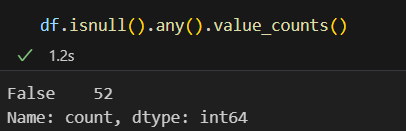 df.isnull().any().value_counts()
1.2s
False    52
Name: count, dtype: int64